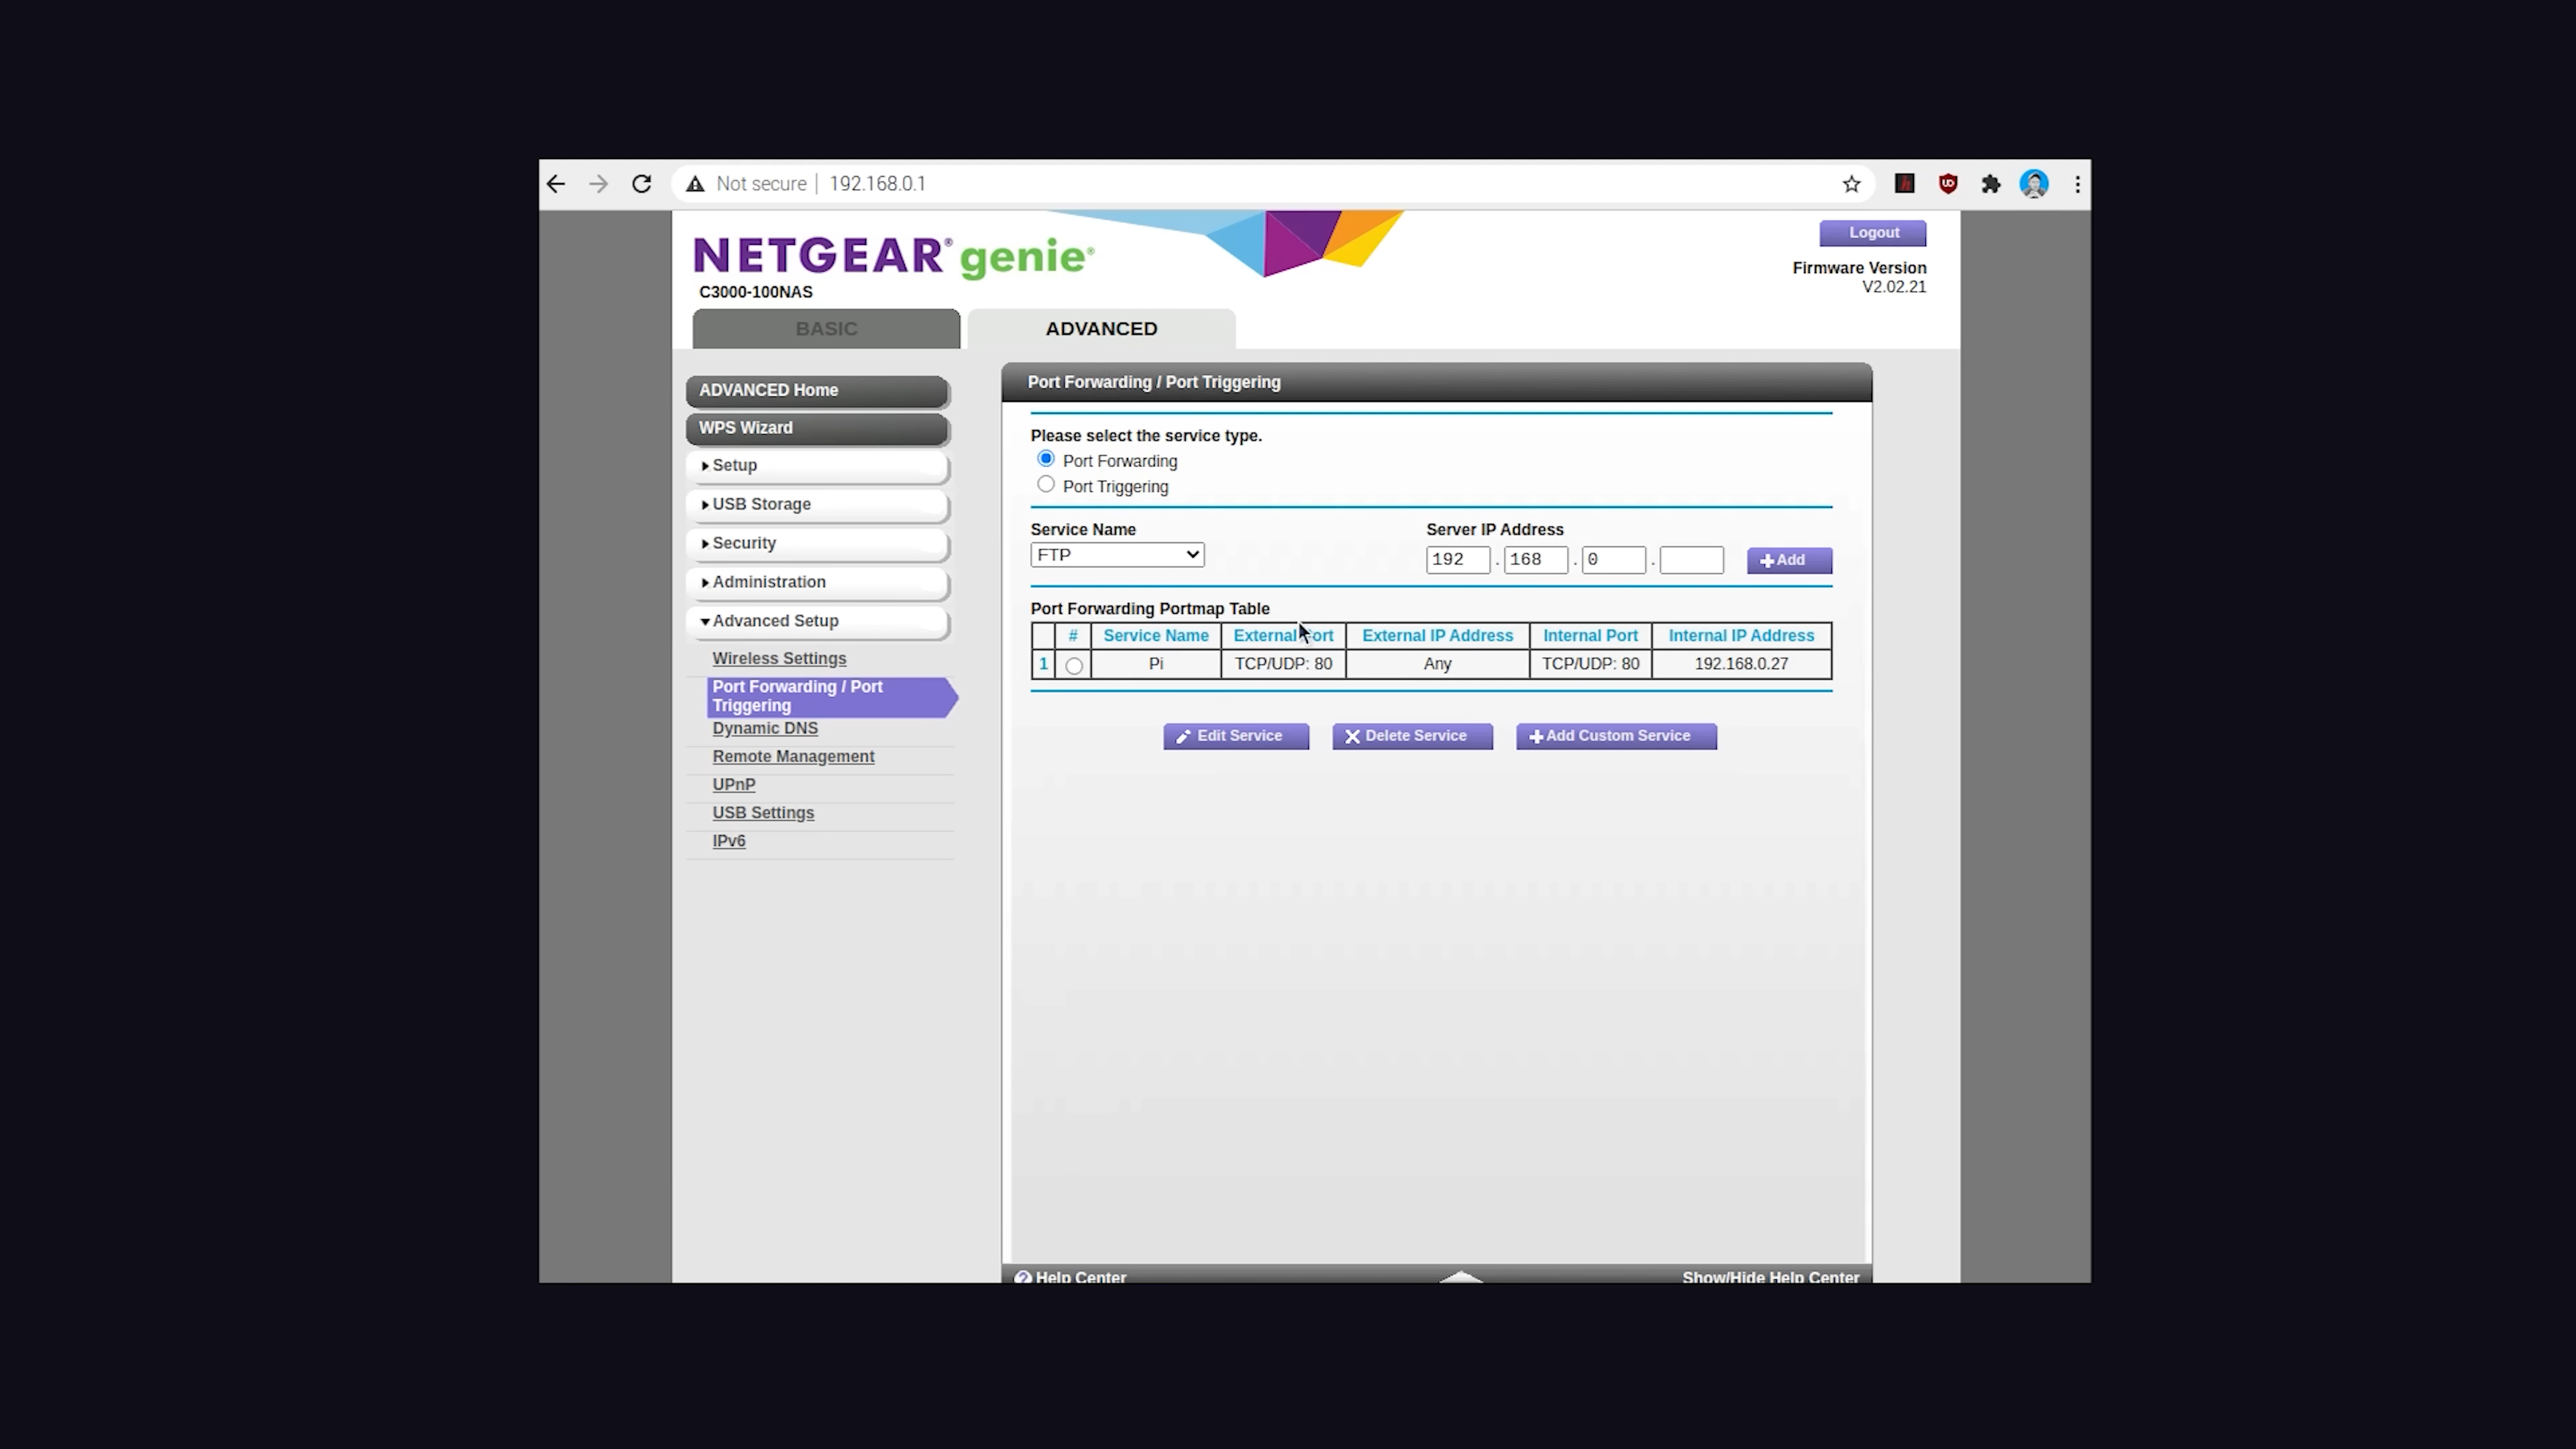 Not secure | 192.168.0.1
NETGEAR® genie®
C3000-100NAS
Logout
Firmware Version
V2.02.21
BASIC
ADVANCED
ADVANCED Home
WPS Wizard
Setup
USB Storage
Security
Administration
Advanced Setup
Wireless Settings
Port Forwarding / Port
Triggering
Dynamic DNS
Remote Management
UPnP
USB Settings
IPv6
Port Forwarding / Port Triggering
Please select the service type.
Port Forwarding
Port Triggering
Service Name
FTP
Server IP Address
192 . 168 . 0 .
+Add
Port Forwarding Portmap Table
# Service Name External Port External IP Address Internal Port Internal IP Address
1 Pi TCP/UDP: 80 Any TCP/UDP: 80 192.168.0.27
Edit Service
Delete Service
+Add Custom Service
Help Center
Show/Hide Help Center